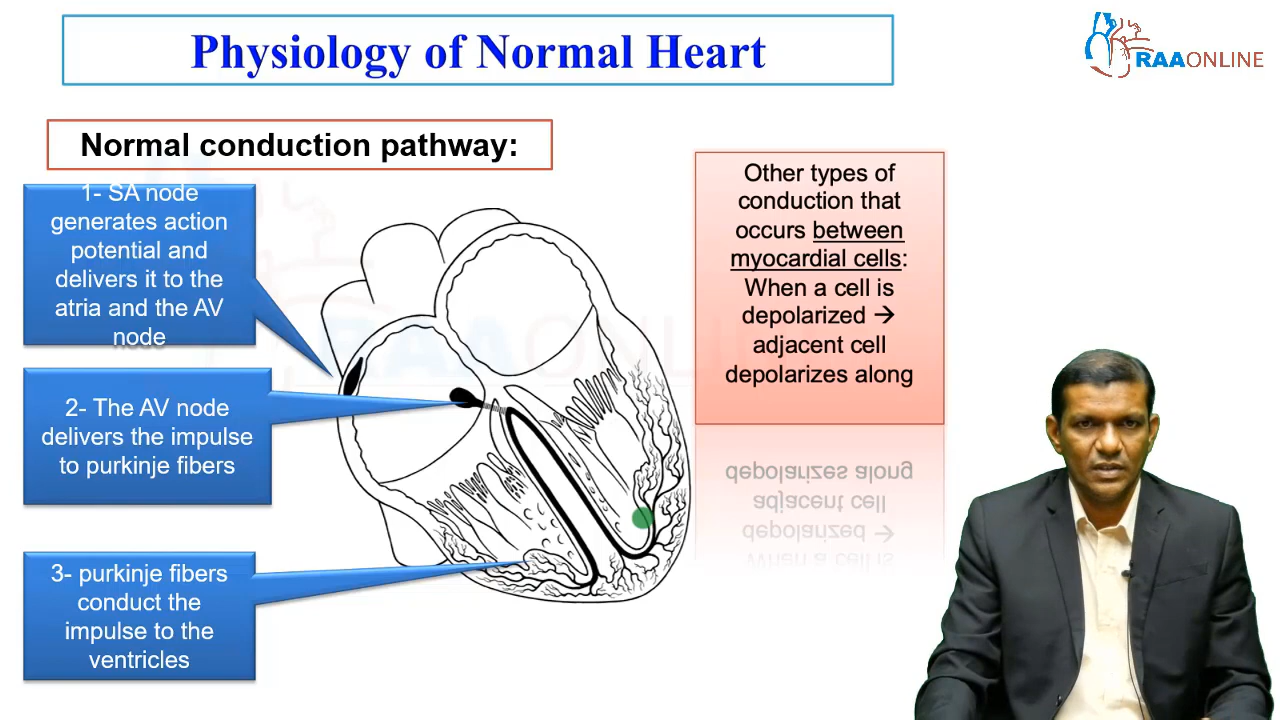 Physiology of Normal Heart
RAAONLINE
Normal conduction pathway:
1- SA node
generates action
potential and
delivers it to the
atria and the AV
node
2- The AV node
delivers the impulse
to purkinje fibers
3- purkinje fibers
conduct the
impulse to the
ventricles
Other types of
conduction that
occurs between
myocardial cells:
When a cell is
depolarized →
adjacent cell
depolarizes along
RAAONLINE